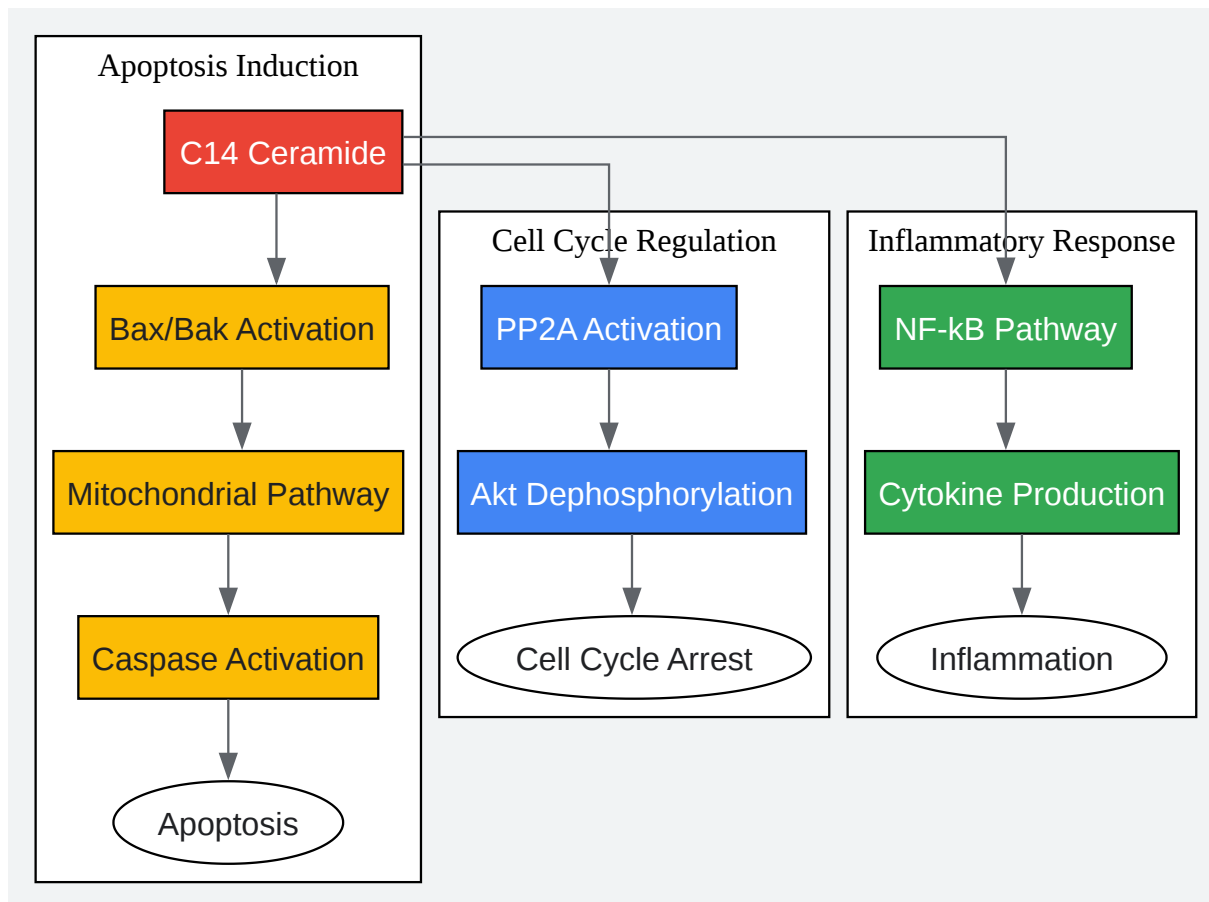 Apoptosis Induction
C14 Ceramide
Bax/Bak Activation
Mitochondrial Pathway
Caspase Activation
Apoptosis
Cell Cycle Regulation
PP2A Activation
Akt Dephosphorylation
Cell Cycle Arrest
Inflammatory Response
NF-kB Pathway
Cytokine Production
Inflammation